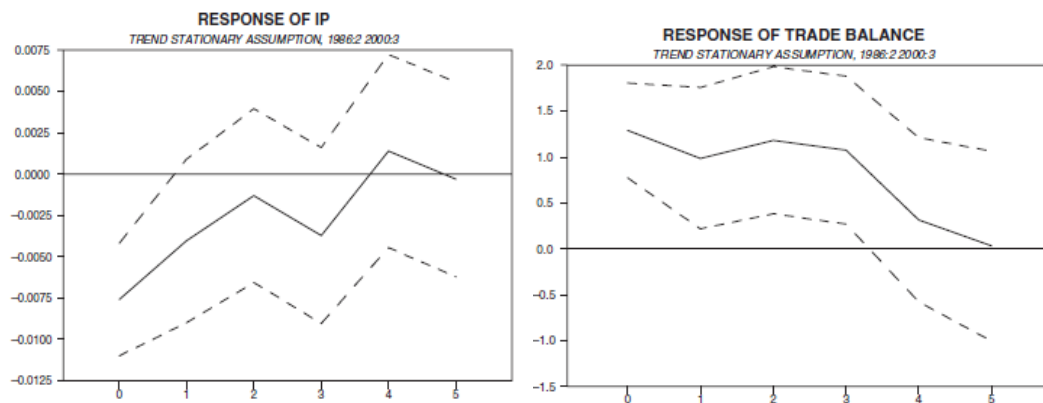 RESPONSE OF IP
TREND STATIONARY ASSUMPTION, 1986:2 2000:3
0.0075
0.0050
0.0025
0.0000
−0.0025
−0.0050
−0.0075
−0.0100
−0.0125
0 1 2 3 4 5
RESPONSE OF TRADE BALANCE
TREND STATIONARY ASSUMPTION, 1986:2 2000:3
2.0
1.5
1.0
0.5
0.0
−0.5
−1.0
−1.5
0 1 2 3 4 5